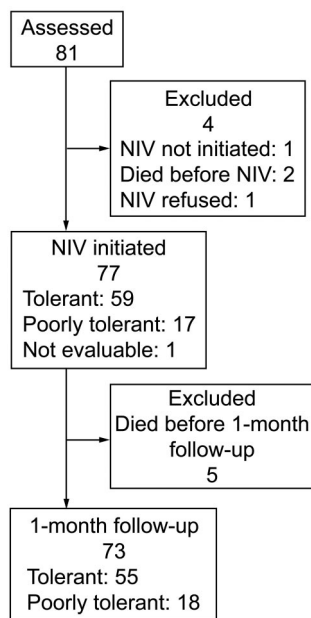 Assessed
81
Excluded
4
NIV not initiated: 1
Died before NIV: 2
NIV refused: 1
NIV initiated
77
Tolerant: 59
Poorly tolerant: 17
Not evaluable: 1
Excluded
Died before 1-month
follow-up
5
1-month follow-up
73
Tolerant: 55
Poorly tolerant: 18